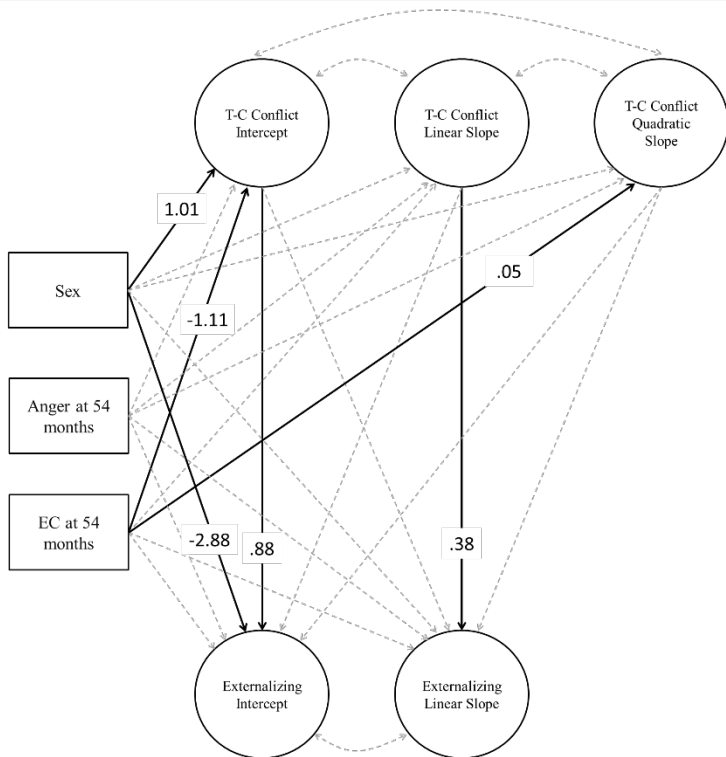 T-C Conflict
Intercept
T-C Conflict
Linear Slope
T-C Conflict
Quadratic
Slope
1.01
Sex
.05
-1.11
Anger at 54
months
EC at 54
months
-2.88
.88
.38
Externalizing
Intercept
Externalizing
Linear Slope